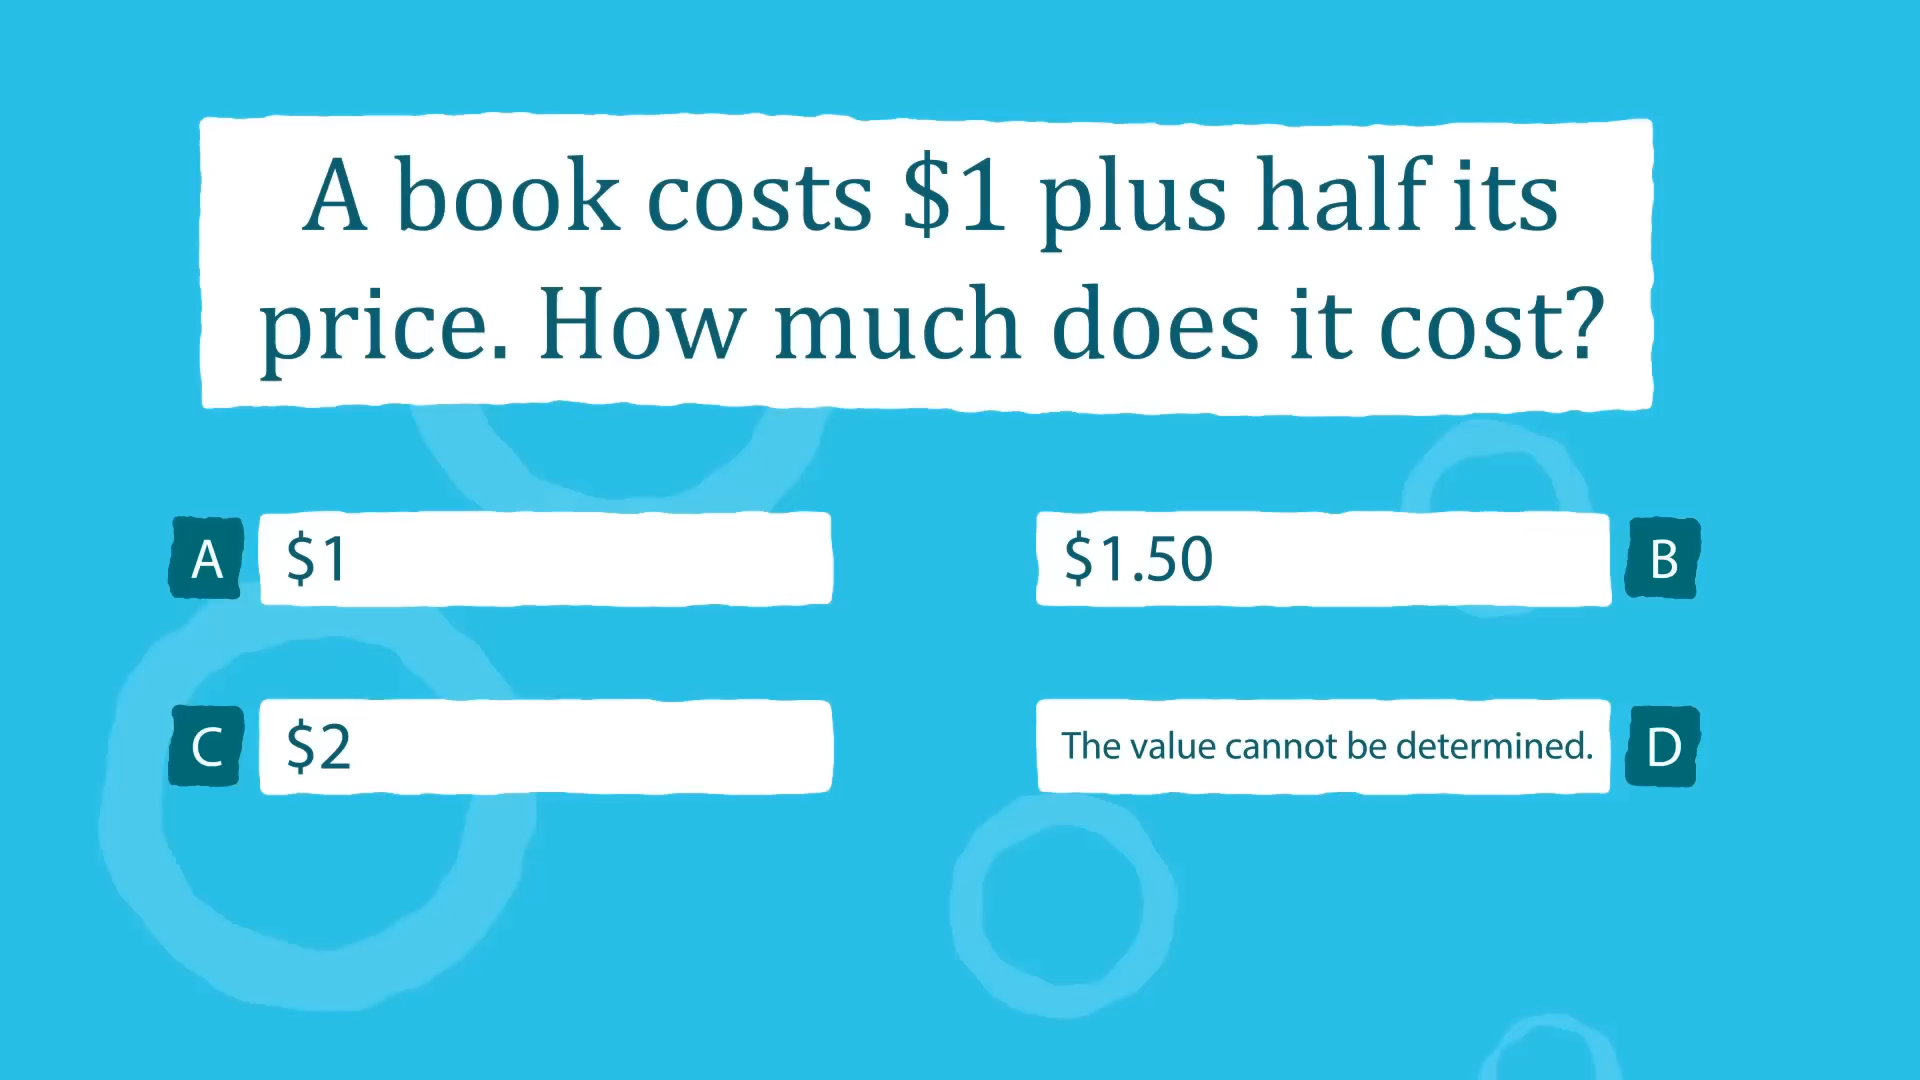 A book costs $1 plus half its
price. How much does it cost?
A $1
$1.50 B
C $2
The value cannot be determined. D